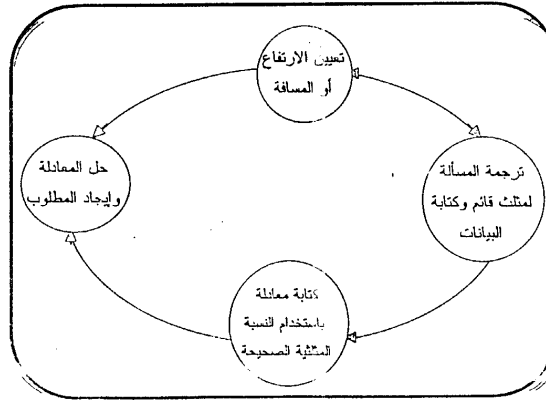 تعيين الارتفاع
أو المسافة
ترجمة المسألة
لمثلث قائم وكتابة
البيانات
كتابة معادلة
باستخدام النسبة
المثلثية الصحيحة
حل المعادلة
وإيجاد المطلوب